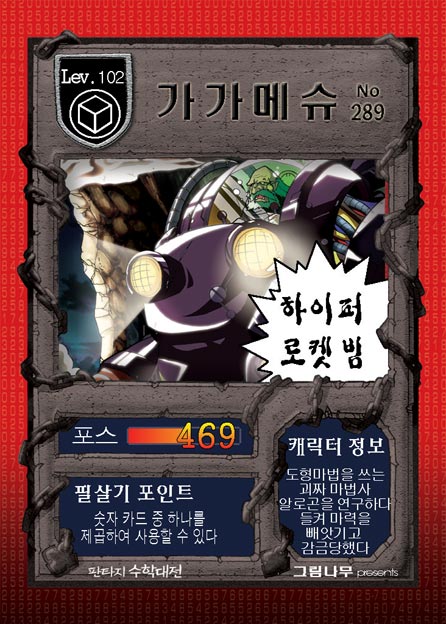 Lev. 102
가가메슈
No
289
하이퍼
로켓 빔
포스 469
필살기 포인트
숫자 카드 중 하나를
제곱하여 사용할 수 있다
캐릭터 정보
도형마법을 쓰는
괴짜 마법사
알로곤을 연구하다
들켜 미력을
빼앗기고
감금당했다
판타지 수학대전
그림나무 presents